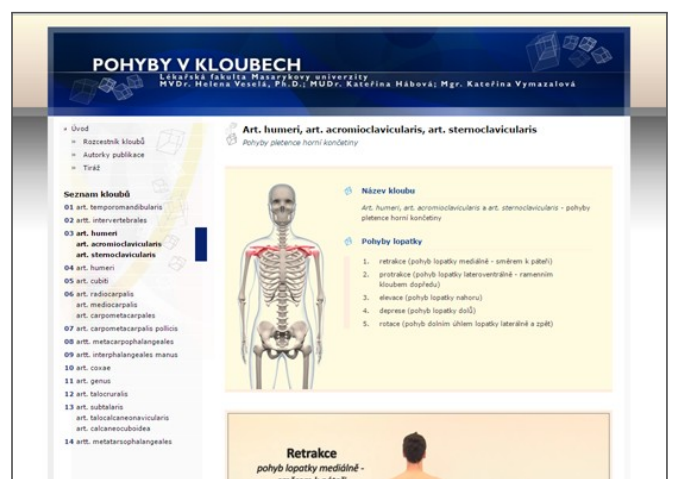 POHYBY V KLOUBECH
Lékařská fakulta Masarykovy univerzity
MVDr. Helena Veselá, Ph.D.; MUDr. Kateřina Hábová; Mgr. Kateřina Vymazalová
Úvod
» Rozcestník kloubů
» Autorky publikace
» Tiráž
Seznam kloubů
01 art. temporomandibularis
02 artt. intervertebrales
03 art. humeri
art. acromioclavicularis
art. sternoclavicularis
04 art. humeri
05 art. cubiti
06 art. radiocarpalis
art. mediocarpalis
art. carpometacarpales
07 art. carpometacarpalis pollicis
08 artt. metacarpophalangeales
09 artt. interphalangeales manus
10 art. coxae
11 art. genus
12 art. talocruralis
13 art. subtalaris
art. talocalcaneonavicularis
art. calcaneocuboidea
14 artt. metatarsophalangeales
Art. humeri, art. acromioclavicularis, art. sternoclavicularis
Pohyby pletence horní končetiny
Název kloubu
Art. humeri, art. acromioclavicularis a art. sternoclavicularis - pohyby
pletence horní končetiny
Pohyby lopatky
1. retrakce (pohyb lopatky mediálně - směrem k páteři)
2. protrakce (pohyb lopatky lateroventrálně - ramenním
kloubem dopředu)
3. elevace (pohyb lopatky nahoru)
4. deprese (pohyb lopatky dolů)
5. rotace (pohyb dolním úhlem lopatky laterálně a zpět)
Retrakce
pohyb lopatky mediálně -